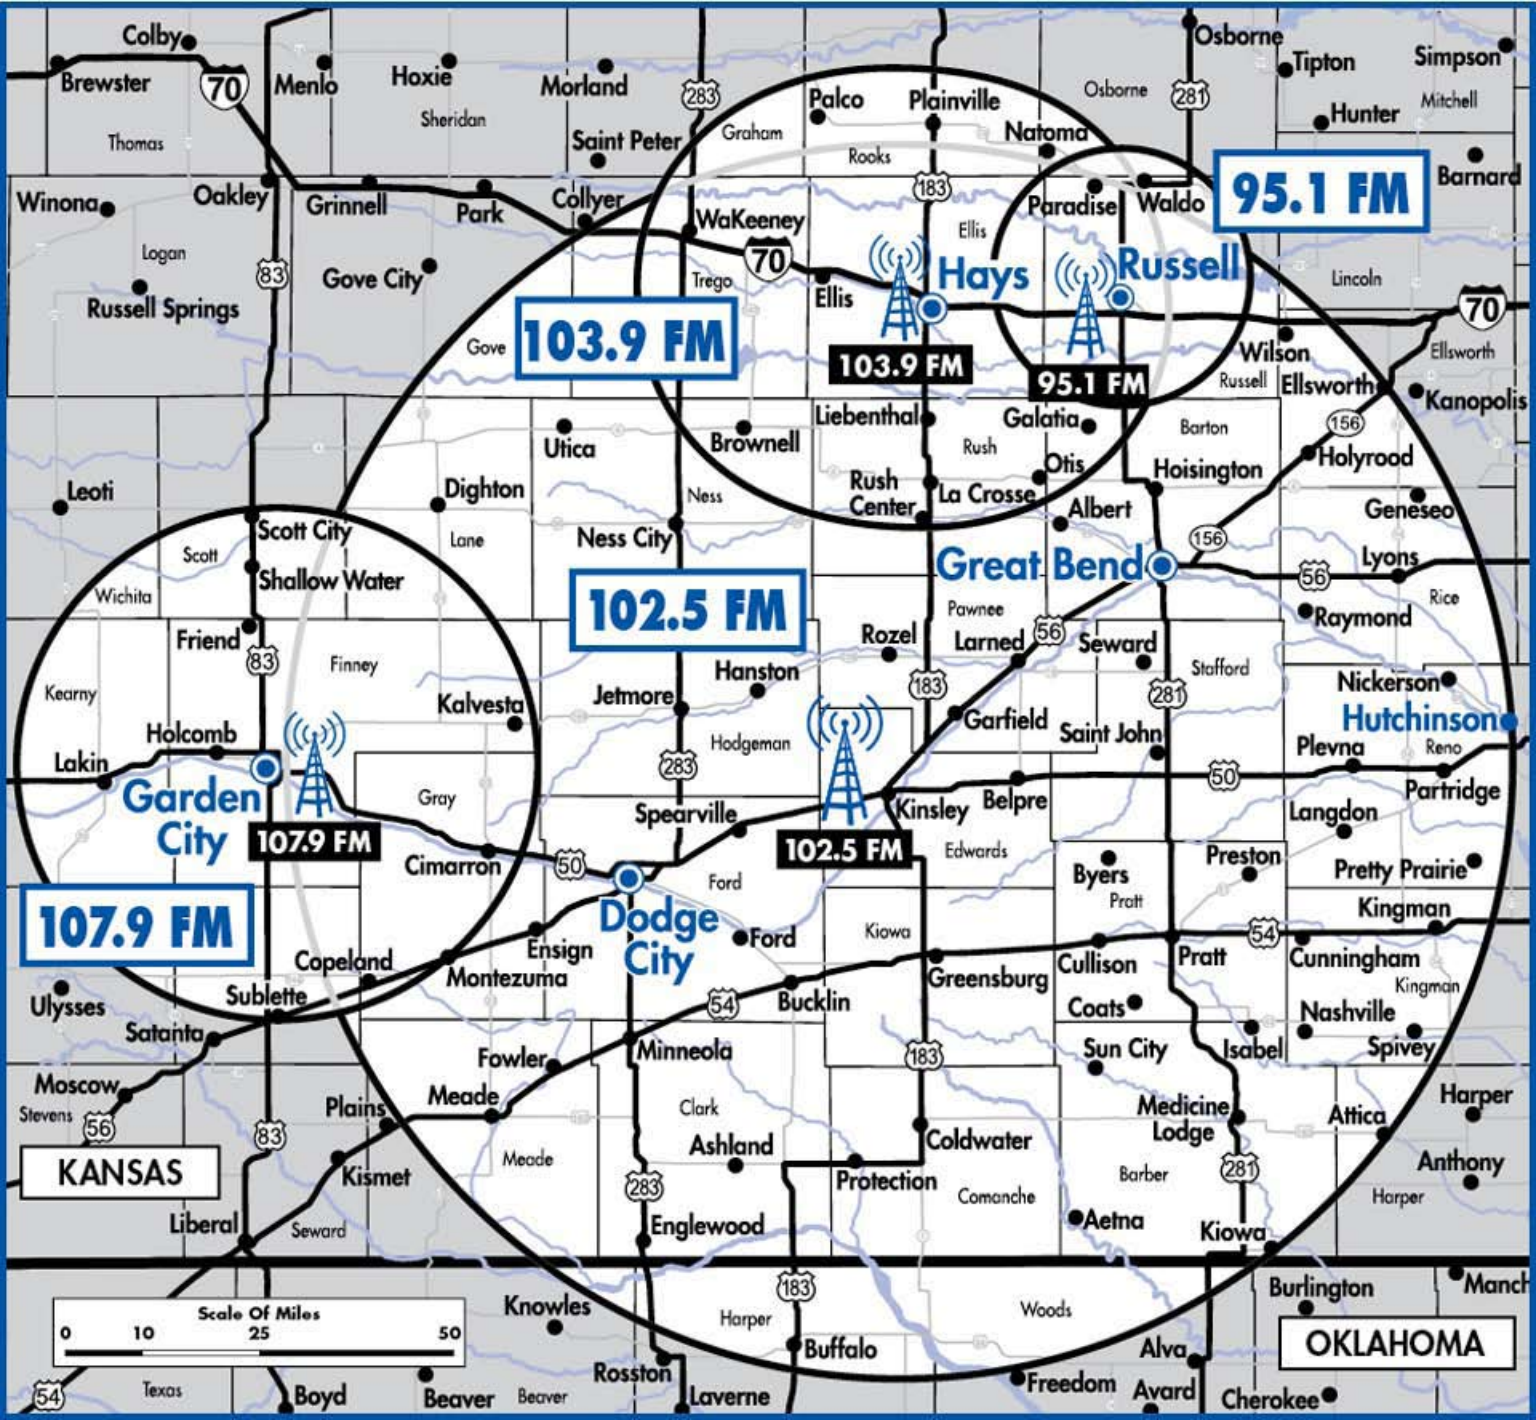 Colby
Osborne
Brewster
70
Menlo
Hoxie
Morland
283
Palco
Plainville
Osborne
281
Tipton
Simpson
Mitchell
Hunter
Thomas
Sheridan
Saint Peter
Graham
Rooks
Natoma
Barnard
Winona
Oakley
Grinnell
Park
Collyer
WaKeeney
183
Paradise
Waldo
95.1 FM
Logan
Ellis
Russell Springs
83
Gove City
Trego
70
Ellis
Hays
Russell
Lincoln
70
Gove
103.9 FM
103.9 FM
95.1 FM
Wilson
Russell
Ellsworth
Ellsworth
Kanopolis
Utica
Brownell
Liebenthal
Rush
Galatia
Barton
156
Holyrood
Leoti
Dighton
Ness
Rush
Center
La Crosse
Otis
Hoisington
Geneseo
Scott City
Scott
Lane
Ness City
Albert
156
Lyons
Shallow Water
Wichita
102.5 FM
Great Bend
56
Rice
Raymond
Friend
83
Finney
Pawnee
56
Rozel
Larned
Seward
Stafford
Kearny
Kalvesta
Jetmore
Hanston
183
281
Nickerson
Hutchinson
Holcomb
Lakin
Hodgeman
283
Garfield
Saint John
Plevna
Reno
50
Garden
City
107.9 FM
Gray
Spearville
Kinsley
Belpre
Partridge
Langdon
Cimarron
50
102.5 FM
Edwards
Byers
Preston
Pretty Prairie
107.9 FM
Ford
Dodge
City
Pratt
Kingman
Ensign
Ford
Kiowa
54
Copeland
Montezuma
Greensburg
Cullison
Pratt
Cunningham
Kingman
Ulysses
Sublette
54
Bucklin
Coats
Nashville
Satanta
Fowler
Minneola
183
Sun City
Isabel
Spivey
Moscow
Stevens
56
Plains
Meade
Clark
Medicine
Lodge
Attica
Harper
83
Ashland
Coldwater
KANSAS
Kismet
Meade
283
Protection
Comanche
Barber
281
Anthony
Harper
Liberal
Seward
Englewood
Aetna
Kiowa
183
Burlington
Manch
Scale Of Miles
0 10 25 50
Knowles
Harper
Woods
Buffalo
Alva
OKLAHOMA
54
Texas
Boyd
Beaver
Beaver
Rosston
Laverne
Freedom
Avard
Cherokee